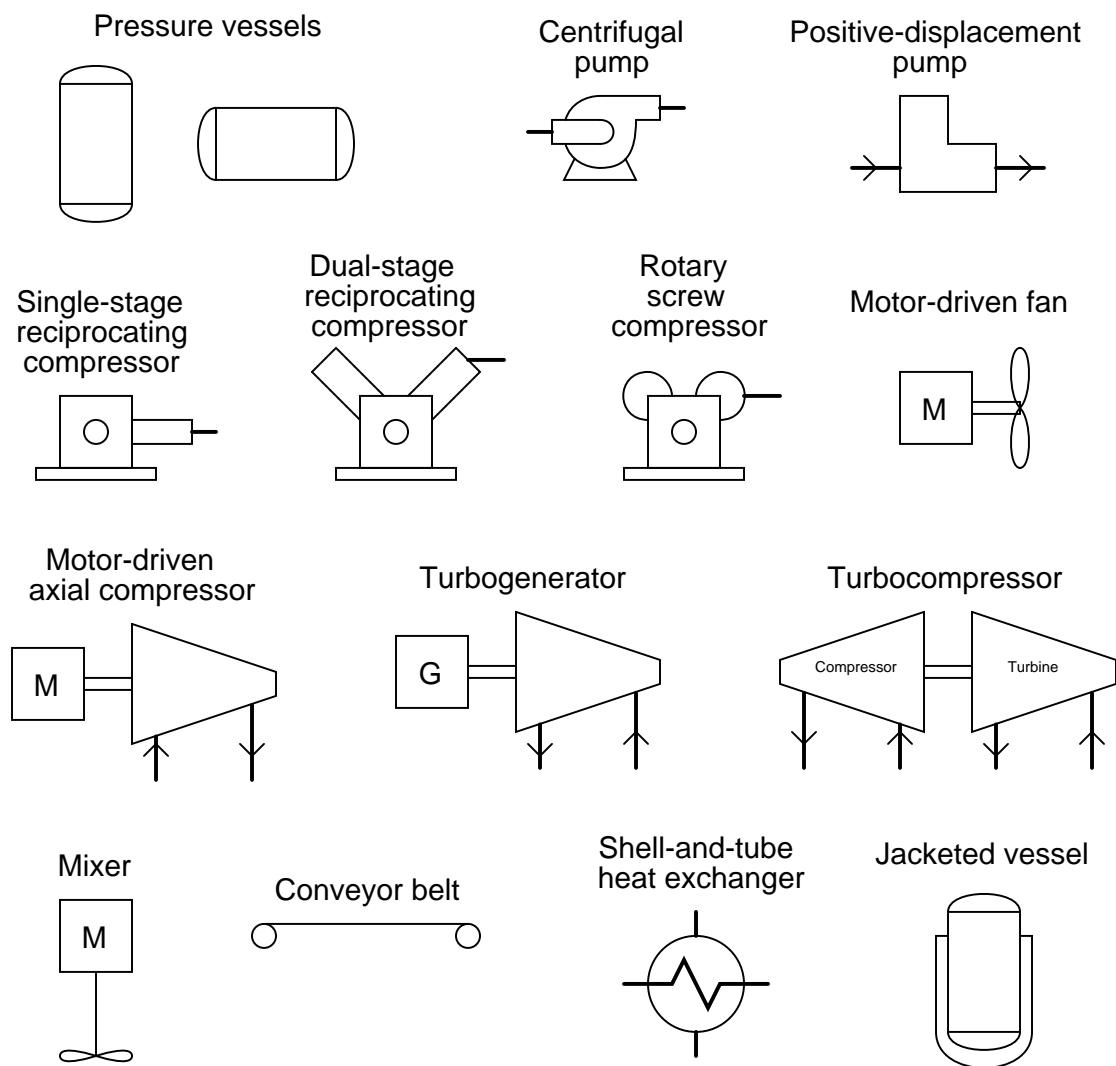 Pressure vessels
Centrifugal
pump
Positive-displacement
pump
Single-stage
reciprocating
compressor
Dual-stage
reciprocating
compressor
Rotary
screw
compressor
Motor-driven fan
M
Motor-driven
axial compressor
M
Turbogenerator
G
Turbocompressor
Compressor
Turbine
Mixer
M
Conveyor belt
Shell-and-tube
heat exchanger
Jacketed vessel